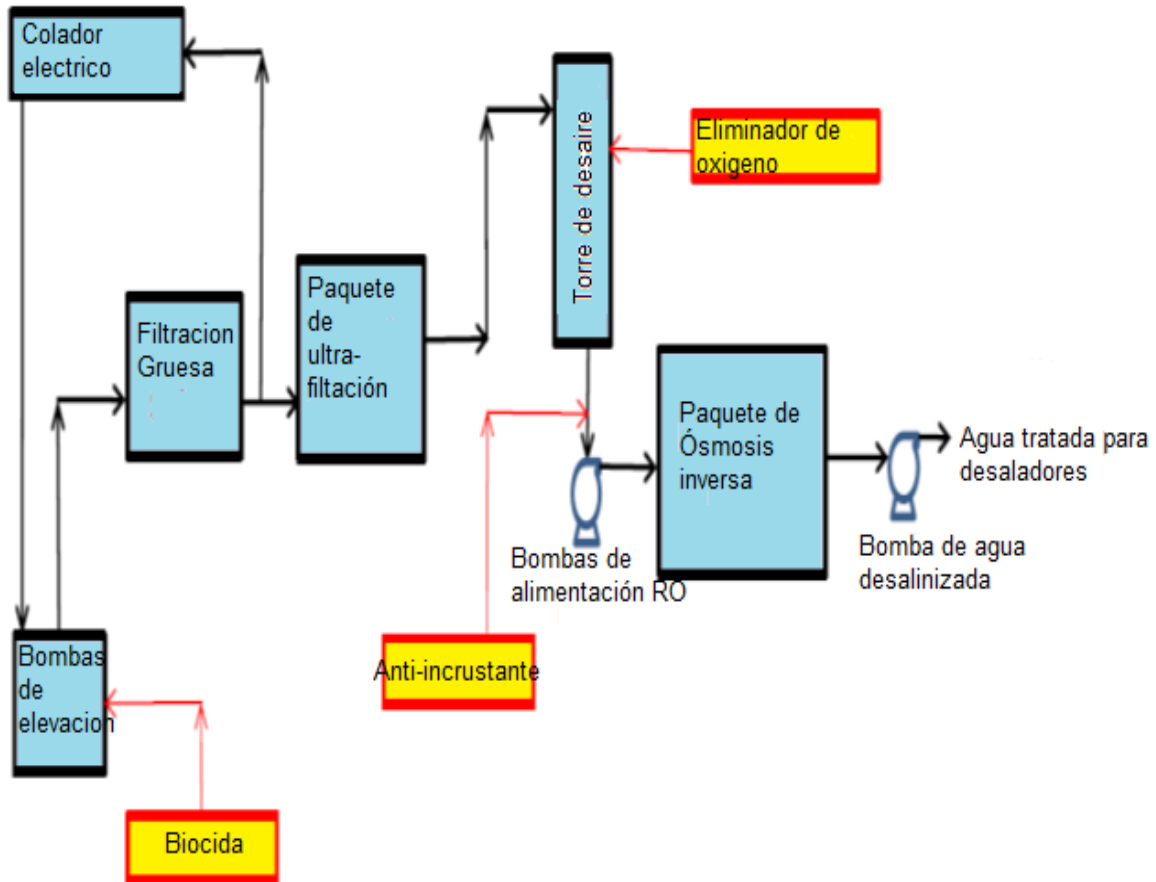 Colador
electrico
Torre de desaire
Eliminador de
oxigeno
Paquete
de
ultra-
filtación
Filtracion
Gruesa
Paquete de
Ósmosis
inversa
Agua tratada para
desaladores
Bombas de
alimentación RO
Bomba de agua
desalinizada
Bombas
de
elevacion
Anti-incrustante
Biocida